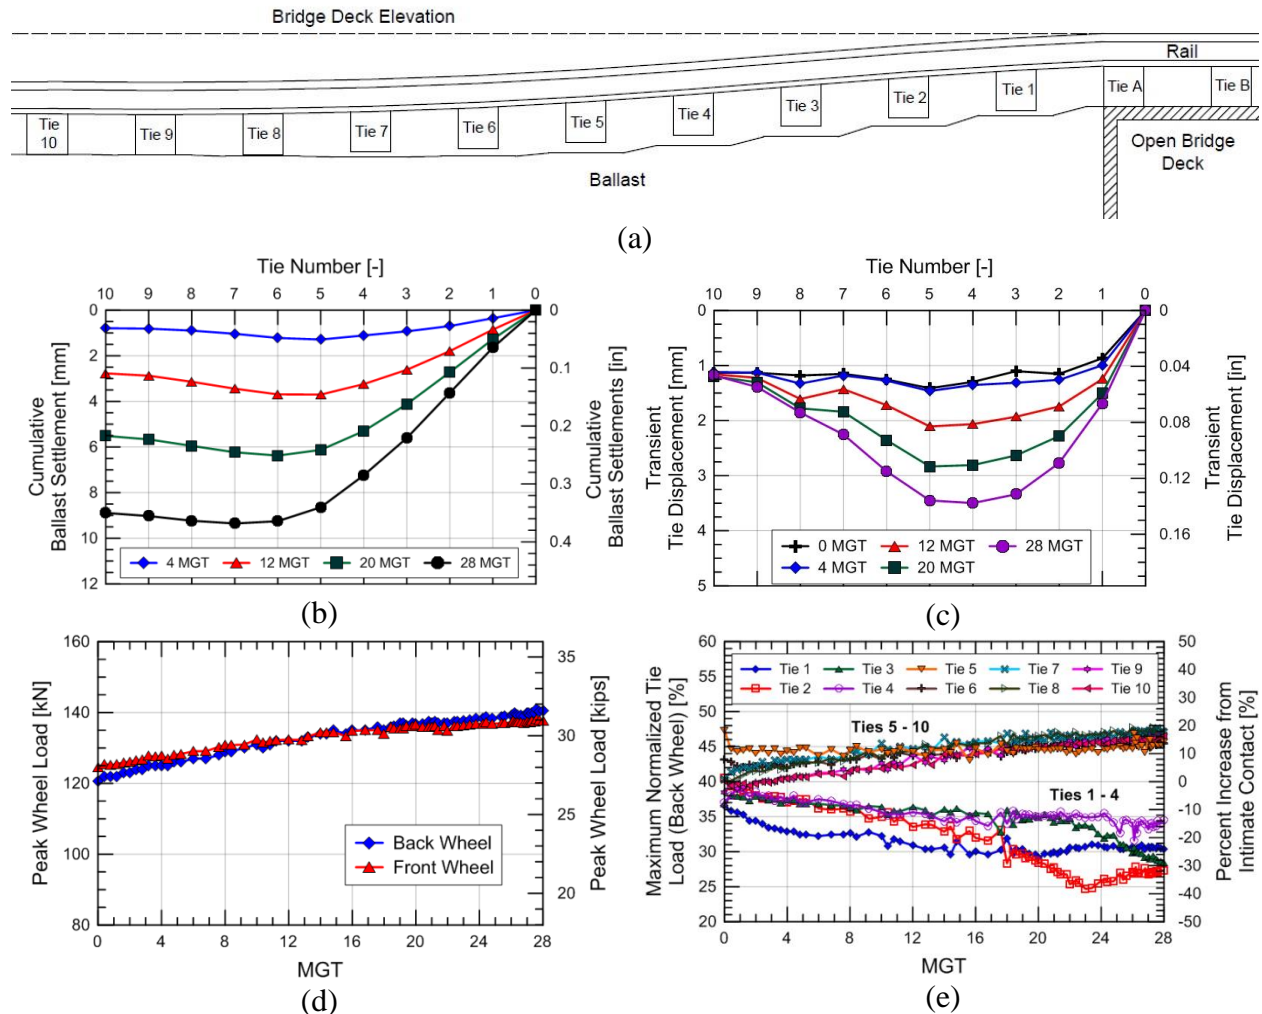 Bridge Deck Elevation
Rail
Tie 10
Tie 9
Tie 8
Tie 7
Tie 6
Tie 5
Tie 4
Tie 3
Tie 2
Tie 1
Tie A
Tie B
Open Bridge
Deck
Ballast
(a)
Tie Number [-]
10 9 8 7 6 5 4 3 2 1 0
Cumulative
Ballast Settlement [mm]
0
2
4
6
8
10
12
0
0.1
0.2
0.3
0.4
Cumulative
Ballast Settlements [in]
4 MGT 12 MGT 20 MGT 28 MGT
(b)
Tie Number [-]
10 9 8 7 6 5 4 3 2 1 0
Transient
Tie Displacement [mm]
0
1
2
3
4
5
0
0.04
0.08
0.12
0.16
Transient
Tie Displacement [in]
0 MGT 12 MGT 28 MGT
4 MGT 20 MGT
(c)
Peak Wheel Load [kN]
160
140
120
100
80
35
30
25
20
Peak Wheel Load [kips]
Back Wheel
Front Wheel
0 4 8 12 16 20 24 28
MGT
(d)
Maximum Normalized Tie
Load (Back Wheel) [%]
60
55
50
45
40
35
30
25
20
50
40
30
20
10
0
-10
-20
-30
-40
-50
Percent Increase from
Intimate Contact [%]
Tie 1 Tie 3 Tie 5 Tie 7 Tie 9
Tie 2 Tie 4 Tie 6 Tie 8 Tie 10
Ties 5 - 10
Ties 1 - 4
0 4 8 12 16 20 24 28
MGT
(e)